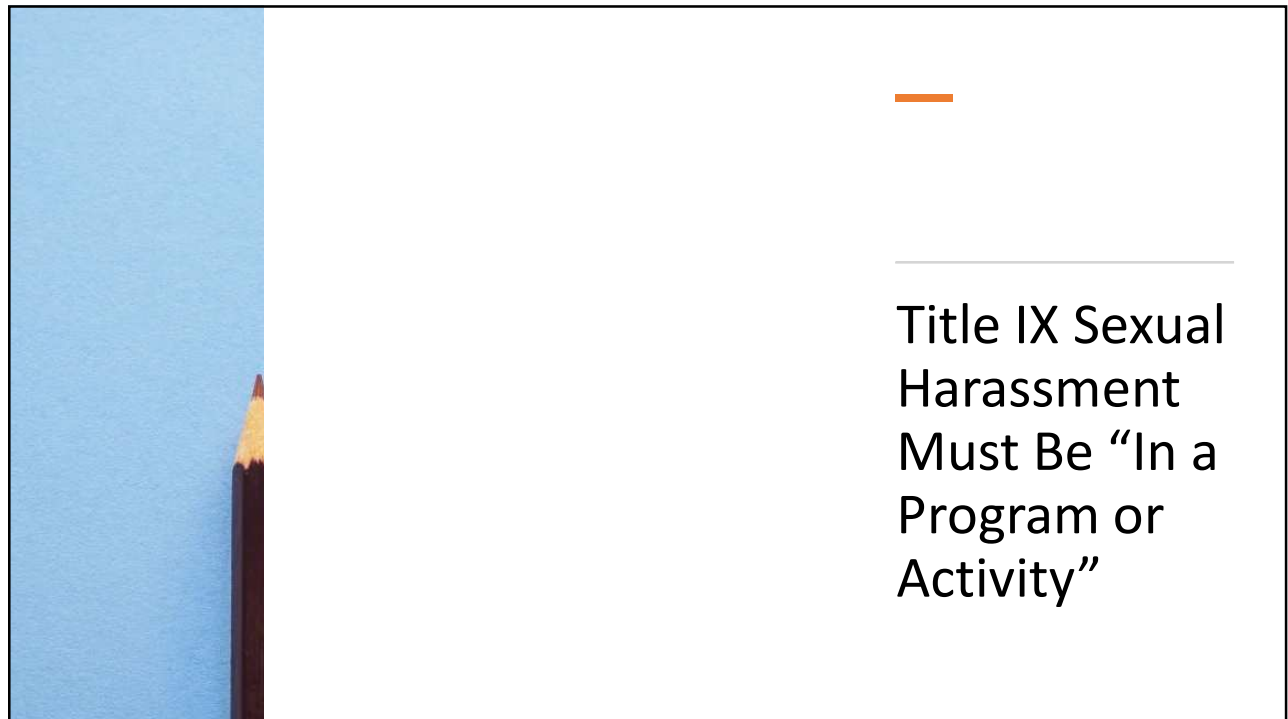 Title IX Sexual
Harassment
Must Be “In a
Program or
Activity”